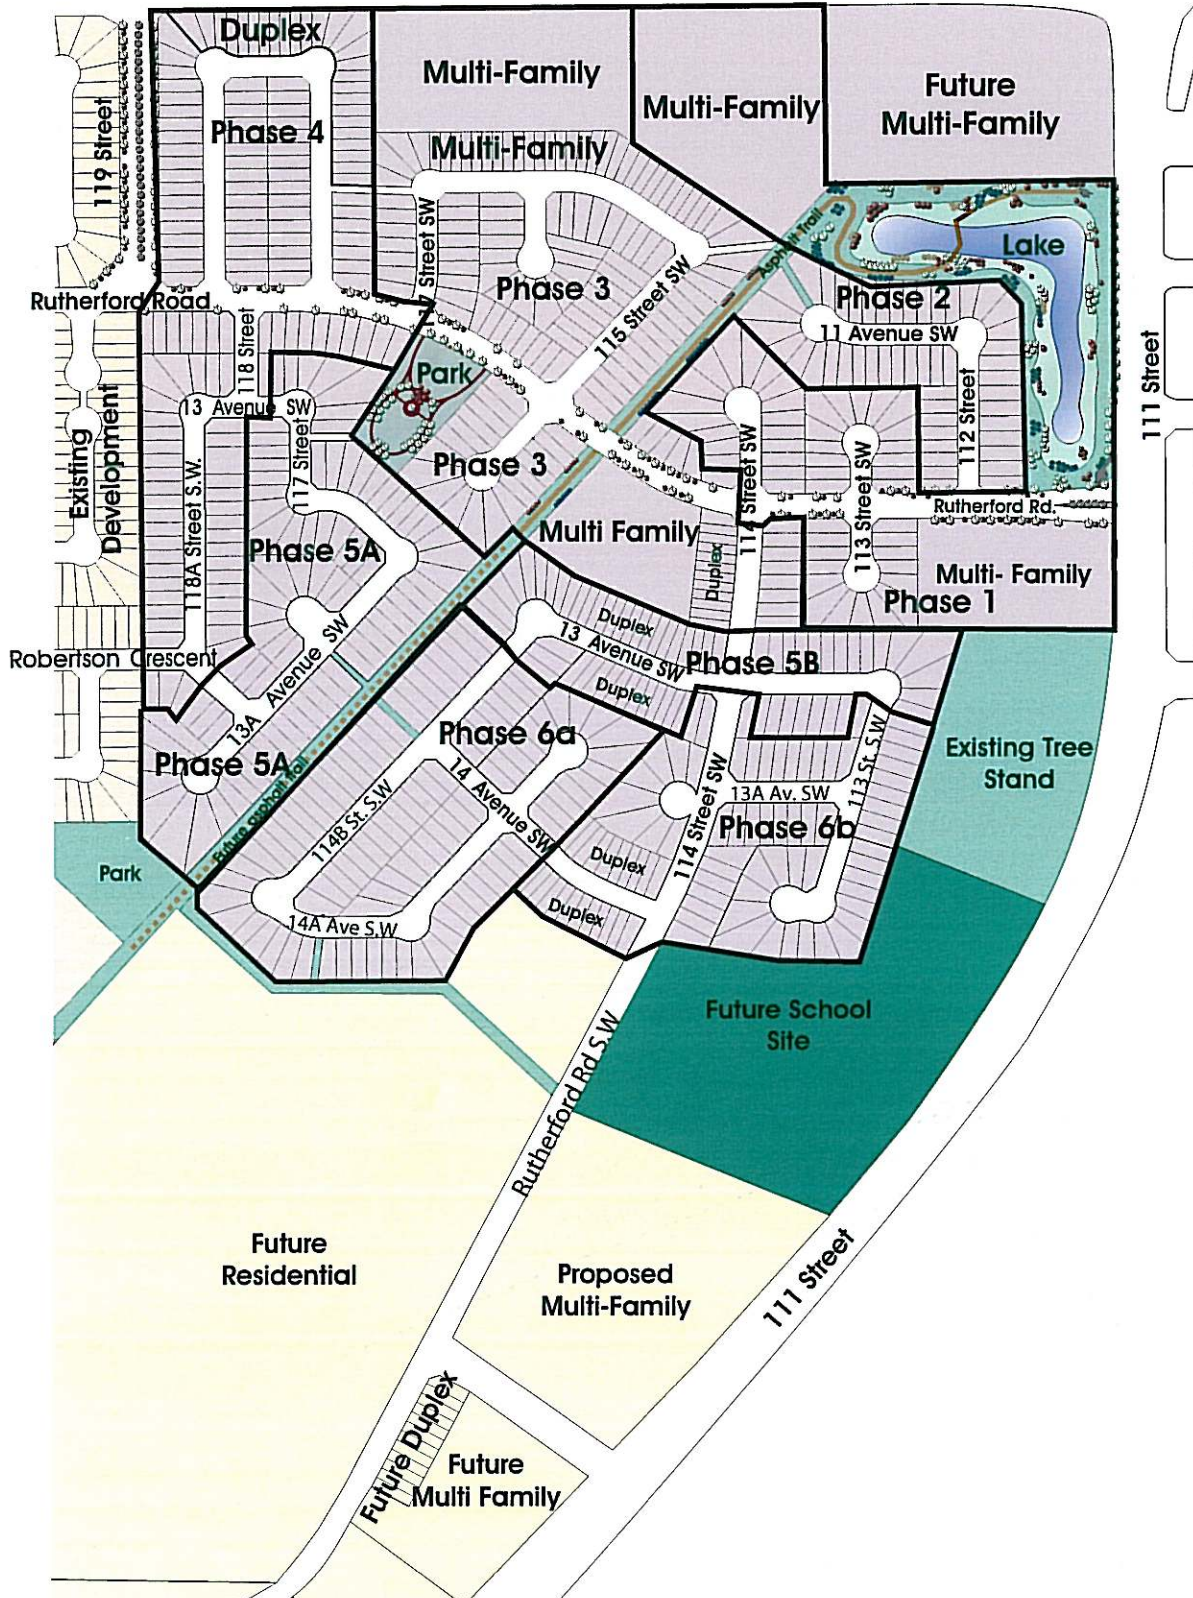 Duplex
Multi-Family
Multi-Family
Future
Multi-Family
119 Street
Phase 4
Multi-Family
Street SW
Asphalt Trail
Lake
Rutherford Road
Phase 3
115 Street SW
Phase 2
11 Avenue SW
111 Street
118 Street
Park
13 Avenue SW
112 Street
Existing
Development
117 Street
Phase 3
114 Street SW
113 Street SW
Rutherford Rd.
118A Street S.W.
Phase 5A
Multi Family
Duplex
Multi- Family
Phase 1
Robertson Crescent
13A Avenue SW
Duplex
13 Avenue SW
Duplex
Phase 5B
Phase 5A
Phase 6a
Existing Tree
Stand
Future asphalt trail
114B St. S.W
14 Avenue SW
114 Street SW
13A Av. SW
113 St. S.W
Phase 6b
Park
Duplex
Duplex
14A Ave S.W
Future School
Site
Rutherford Rd S.W
Future
Residential
Proposed
Multi-Family
111 Street
Future Duplex
Future
Multi Family